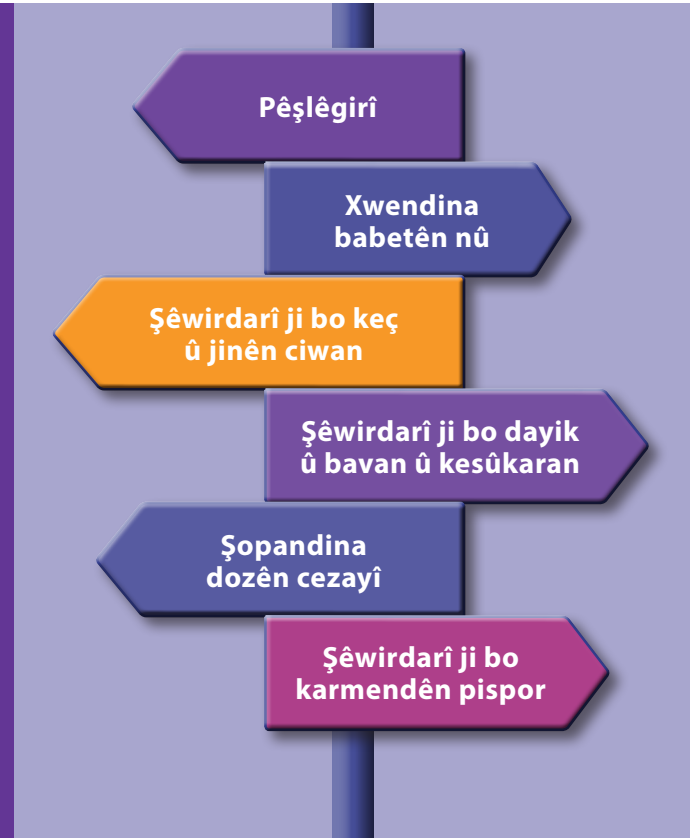 Pêşlêgirî
Xwendina
babetên nû
Şêwirdarî ji bo keç
û jinên ciwan
Şêwirdarî ji bo dayik
û bavan û kesûkaran
Şopandina
dozên cezayî
Şêwirdarî ji bo
karmendên pispor